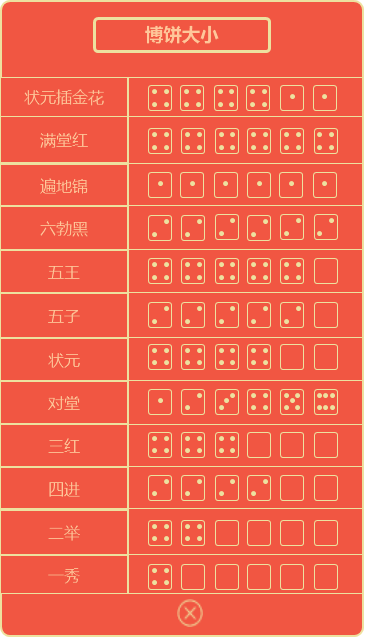 博饼大小
状元插金花
满堂红
遍地锦
六勃黑
五王
五子
状元
对堂
三红
四进
二举
一秀